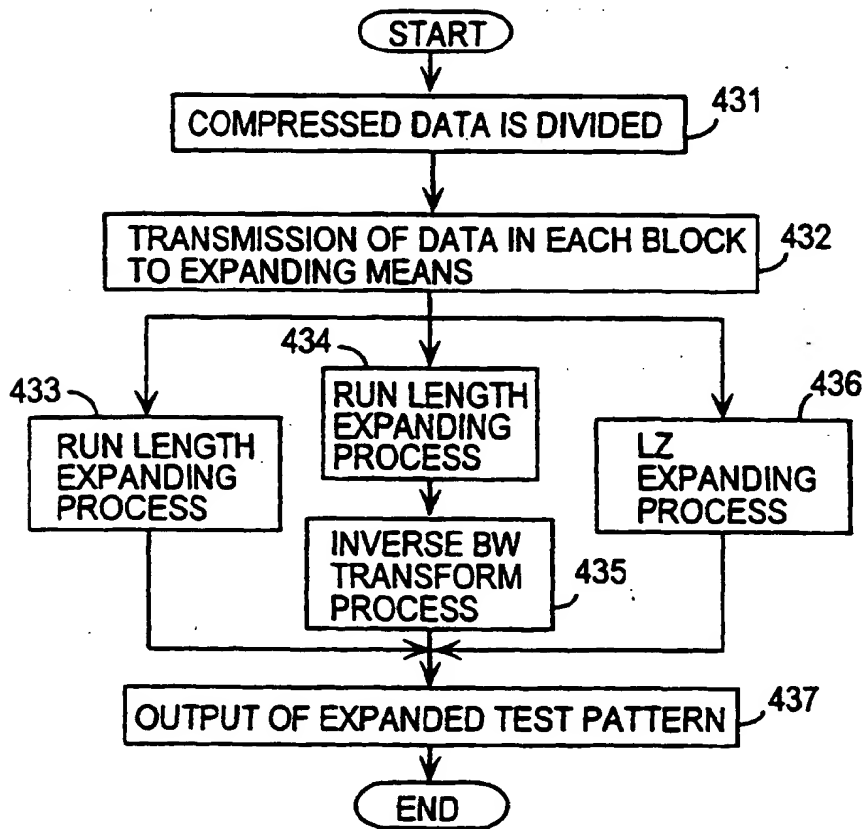 START
COMPRESSED DATA IS DIVIDED
431
TRANSMISSION OF DATA IN EACH BLOCK
TO EXPANDING MEANS
432
433
RUN LENGTH
EXPANDING
PROCESS
434
RUN LENGTH
EXPANDING
PROCESS
INVERSE BW
TRANSFORM
PROCESS
435
436
LZ
EXPANDING
PROCESS
OUTPUT OF EXPANDED TEST PATTERN
437
END